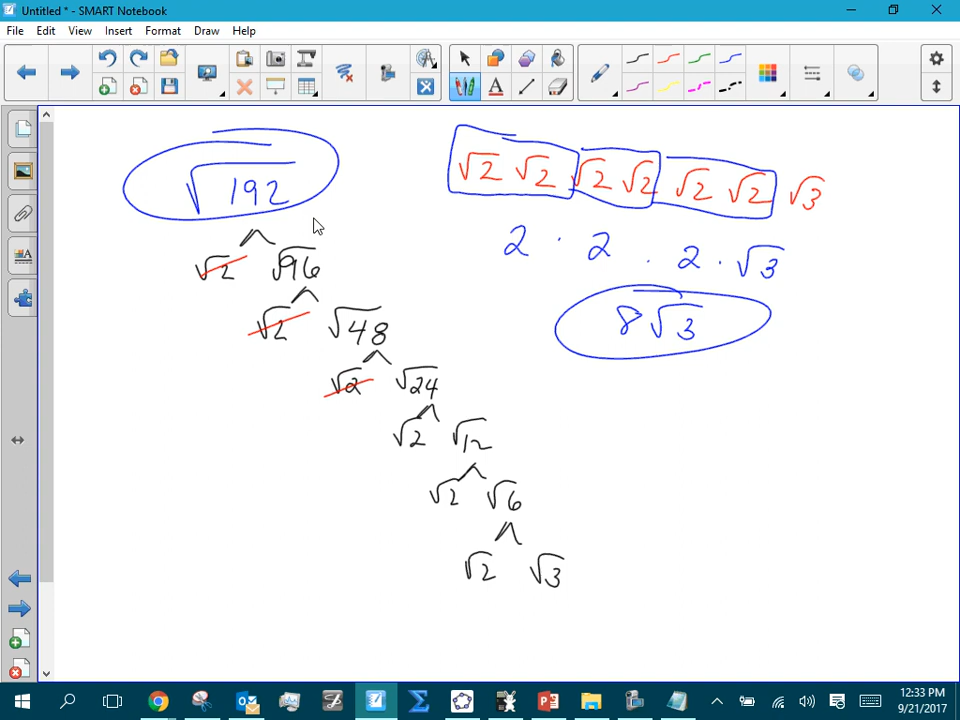 Untitled * - SMART Notebook
File Edit View Insert Format Draw Help
√192
√2 √96
√2 √48
√2 √24
√2 √12
√2 √6
√2 √3
√2 √2 √2 √2 √2 √2 √3
2 · 2 · 2 · √3
8√3
12:33 PM
9/21/2017